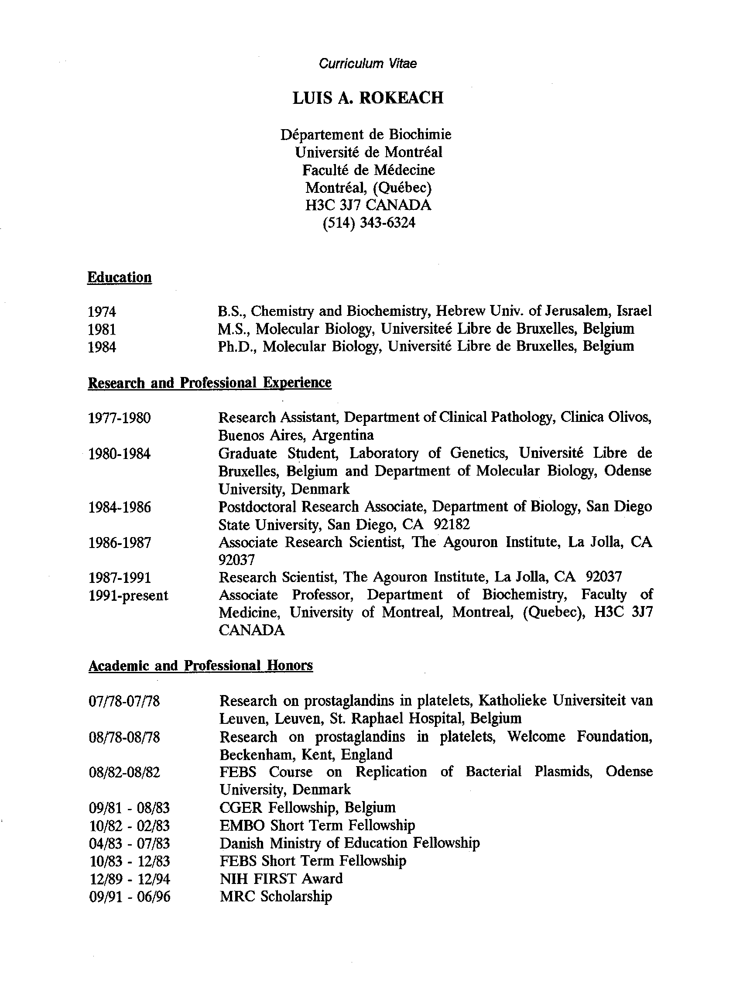 Curriculum Vitae
LUIS A. ROKEACH
Département de Biochimie
Université de Montréal
Faculté de Médecine
Montréal, (Québec)
H3C 3J7 CANADA
(514) 343-6324
Education
1974 B.S., Chemistry and Biochemistry, Hebrew Univ. of Jerusalem, Israel
1981 M.S., Molecular Biology, Universiteé Libre de Bruxelles, Belgium
1984 Ph.D., Molecular Biology, Université Libre de Bruxelles, Belgium
Research and Professional Experience
1977-1980 Research Assistant, Department of Clinical Pathology, Clinica Olivos,
Buenos Aires, Argentina
1980-1984 Graduate Student, Laboratory of Genetics, Université Libre de
Bruxelles, Belgium and Department of Molecular Biology, Odense
University, Denmark
1984-1986 Postdoctoral Research Associate, Department of Biology, San Diego
State University, San Diego, CA 92182
1986-1987 Associate Research Scientist, The Agouron Institute, La Jolla, CA
92037
1987-1991 Research Scientist, The Agouron Institute, La Jolla, CA 92037
1991-present Associate Professor, Department of Biochemistry, Faculty of
Medicine, University of Montreal, Montreal, (Quebec), H3C 3J7
CANADA
Academic and Professional Honors
07/78-07/78 Research on prostaglandins in platelets, Katholieke Universiteit van
Leuven, Leuven, St. Raphael Hospital, Belgium
08/78-08/78 Research on prostaglandins in platelets, Welcome Foundation,
Beckenham, Kent, England
08/82-08/82 FEBS Course on Replication of Bacterial Plasmids, Odense
University, Denmark
09/81 - 08/83 CGER Fellowship, Belgium
10/82 - 02/83 EMBO Short Term Fellowship
04/83 - 07/83 Danish Ministry of Education Fellowship
10/83 - 12/83 FEBS Short Term Fellowship
12/89 - 12/94 NIH FIRST Award
09/91 - 06/96 MRC Scholarship